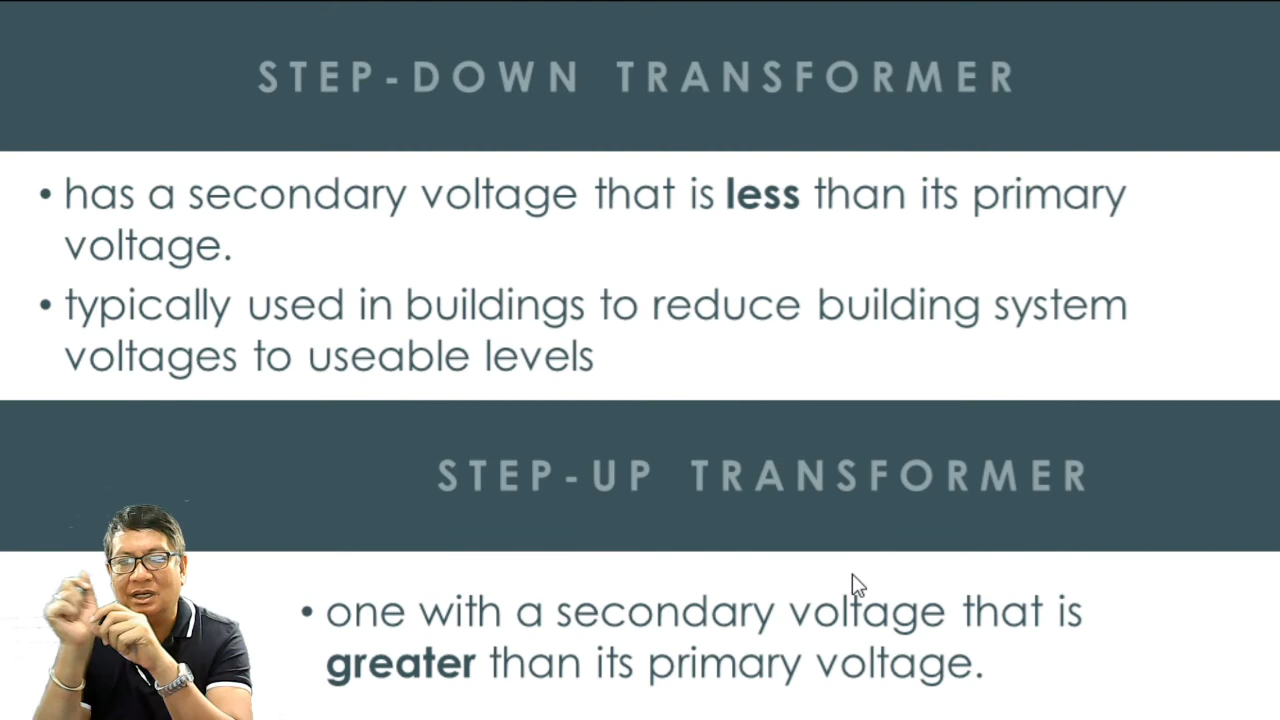 STEP-DOWN TRANSFORMER
• has a secondary voltage that is less than its primary
voltage.
• typically used in buildings to reduce building system
voltages to useable levels
STEP-UP TRANSFORMER
• one with a secondary voltage that is
greater than its primary voltage.